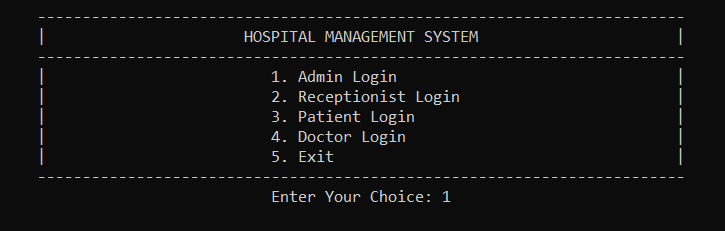 HOSPITAL MANAGEMENT SYSTEM
1. Admin Login
2. Receptionist Login
3. Patient Login
4. Doctor Login
5. Exit
Enter Your Choice: 1